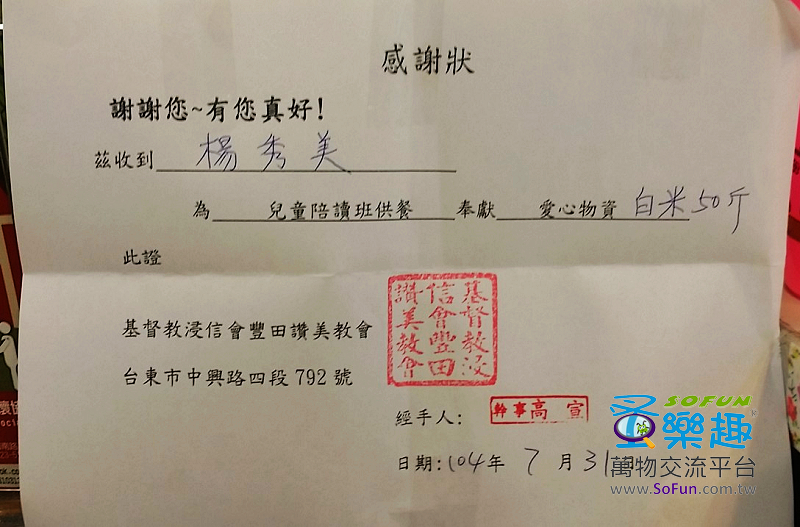 感謝狀
謝謝您~有您真好!
茲收到 楊秀美
為 兒童陪讀班供餐 奉獻 愛心物資 白米50斤
此證
基督教浸信會豐田讚美教會
台東市中興路四段792號
基督教浸
信會豐田
讚美教會
經手人: 幹事高 宣
日期:104年 7月31
SOFUN
樂趣
萬物交流平台
www.SoFun.com.tw